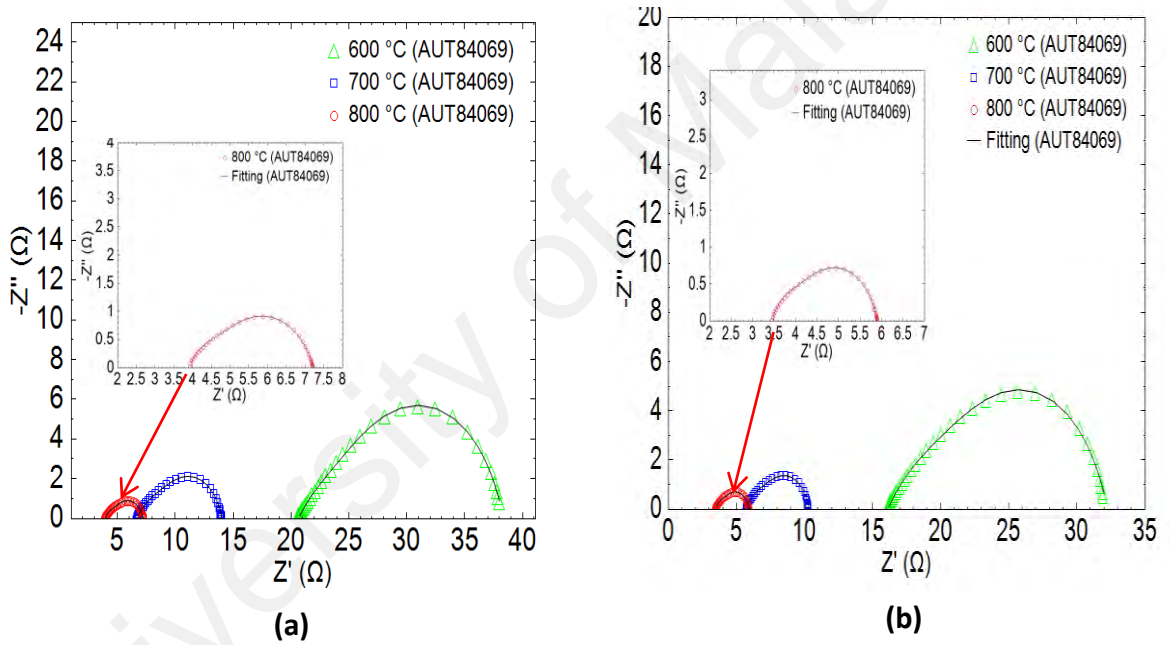 24
22
20
18
16
14
12
10
8
6
4
2
0
-Z" (Ω)
600 °C (AUT84069)
700 °C (AUT84069)
800 °C (AUT84069)
4
3.5
3
2.5
2
1.5
1
0.5
0
-Z" (Ω)
800 °C (AUT84069)
Fitting (AUT84069)
2 2.5 3 3.5 4 4.5 5 5.5 6 6.5 7 7.5 8
Z' (Ω)
5 10 15 20 25 30 35 40
Z' (Ω)
(a)
20
18
16
14
12
10
8
6
4
2
0
-Z" (Ω)
600 °C (AUT84069)
700 °C (AUT84069)
800 °C (AUT84069)
Fitting (AUT84069)
3
2.5
2
1.5
1
0.5
0
-Z" (Ω)
800 °C (AUT84069)
Fitting (AUT84069)
2 2.5 3 3.5 4 4.5 5 5.5 6 6.5 7
Z' (Ω)
0 5 10 15 20 25 30 35
Z' (Ω)
(b)
University of Mala